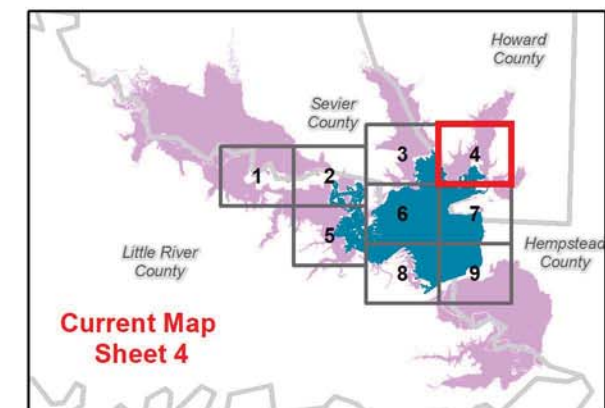 Howard
County
Sevier
County
3
4
1
2
6
7
5
Little River
County
Hempstead
County
8
9
Current Map
Sheet 4